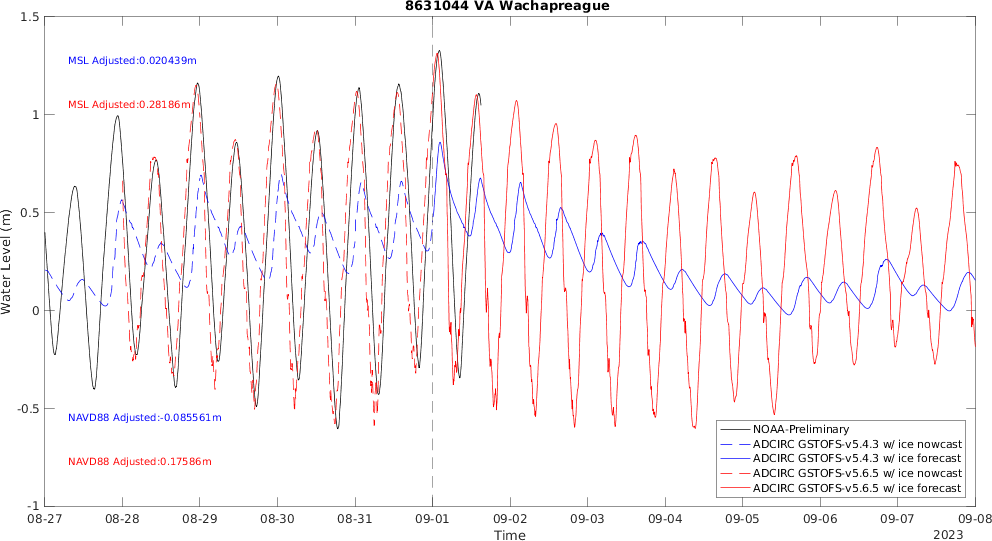 8631044 VA Wachapreague
1.5
1
0.5
0
-0.5
-1
Water Level (m)
MSL Adjusted:0.020439m
MSL Adjusted:0.28186m
NAVD88 Adjusted:-0.085561m
NAVD88 Adjusted:0.17586m
NOAA-Preliminary
ADCIRC GSTOFS-v5.4.3 w/ ice nowcast
ADCIRC GSTOFS-v5.4.3 w/ ice forecast
ADCIRC GSTOFS-v5.6.5 w/ ice nowcast
ADCIRC GSTOFS-v5.6.5 w/ ice forecast
08-27 08-28 08-29 08-30 08-31 09-01 09-02 09-03 09-04 09-05 09-06 09-07 09-08
Time
2023